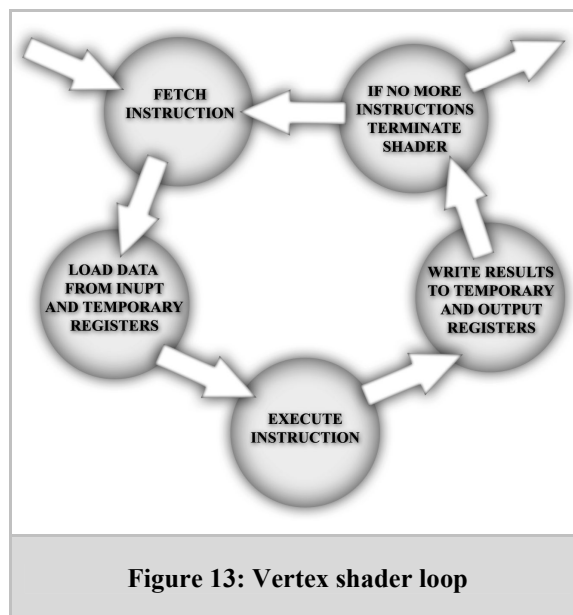 FETCH
INSTRUCTION
LOAD DATA
FROM INUPT
AND TEMPORARY
REGISTERS
EXECUTE
INSTRUCTION
WRITE RESULTS
TO TEMPORARY
AND OUTPUT
REGISTERS
IF NO MORE
INSTRUCTIONS
TERMINATE
SHADER
Figure 13: Vertex shader loop